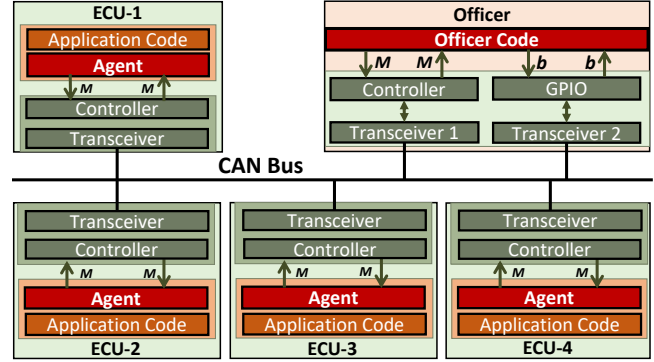 ECU-1
Application Code
Agent
M M
Controller
Transceiver
Officer
Officer Code
M M b b
Controller GPIO
Transceiver 1 Transceiver 2
CAN Bus
Transceiver
Controller
M M
Agent
Application Code
ECU-2
Transceiver
Controller
M M
Agent
Application Code
ECU-3
Transceiver
Controller
M M
Agent
Application Code
ECU-4